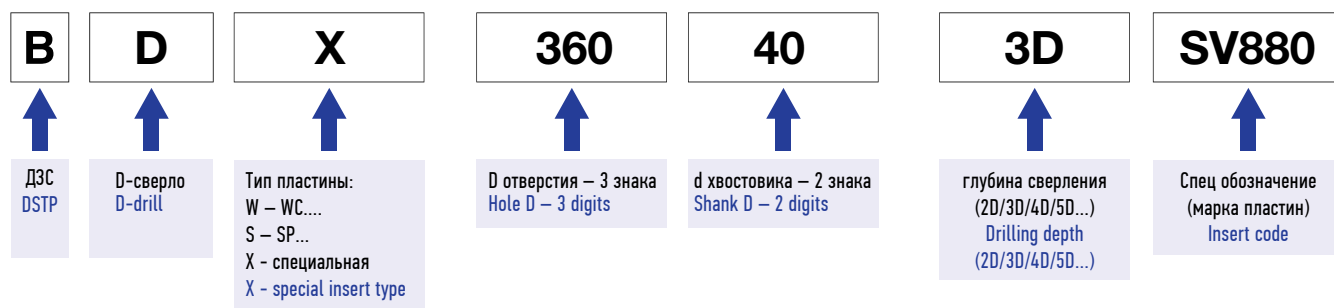 B D X 360 40 3D SV880
ДЗС
DSTP
D-сверло
D-drill
Тип пластины:
W – WC....
S – SP...
X - специальная
X - special insert type
D отверстия – 3 знака
Hole D – 3 digits
d хвостовика – 2 знака
Shank D – 2 digits
глубина сверления
(2D/3D/4D/5D...)
Drilling depth
(2D/3D/4D/5D...)
Спец обозначение
(марка пластин)
Insert code